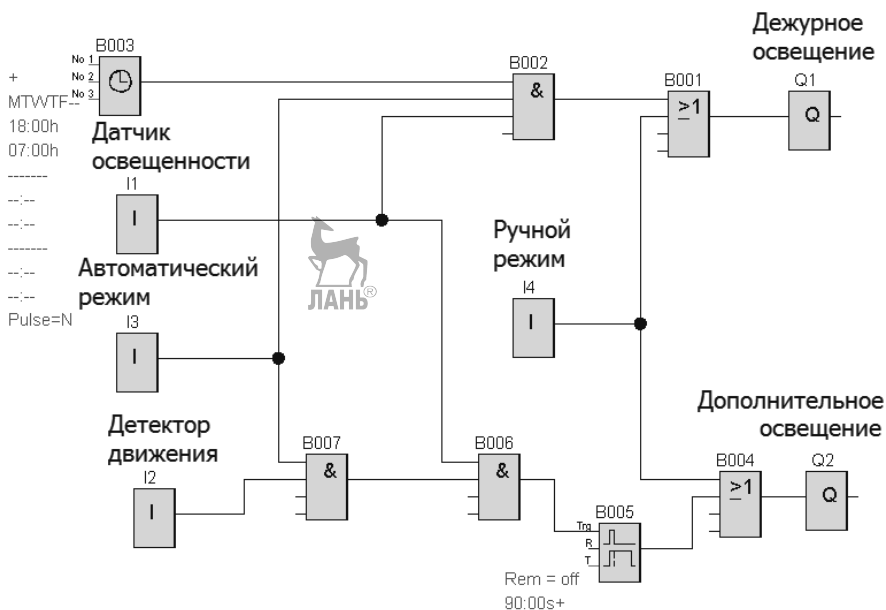 Дежурное
освещение
B003
No 1
No 2
No 3
B002
&
B001
≥1
Q1
Q
+
MTWTF--
18:00h
07:00h
-------
--:--
--:--
-------
--:--
--:--
Pulse=N
Датчик
освещенности
I1
I
ЛАНЬ®
Ручной
режим
I4
I
Автоматический
режим
I3
I
Дополнительное
освещение
Детектор
движения
I2
I
B007
&
B006
&
B004
≥1
Q2
Q
B005
Trg
R
T
Rem = off
90:00s+